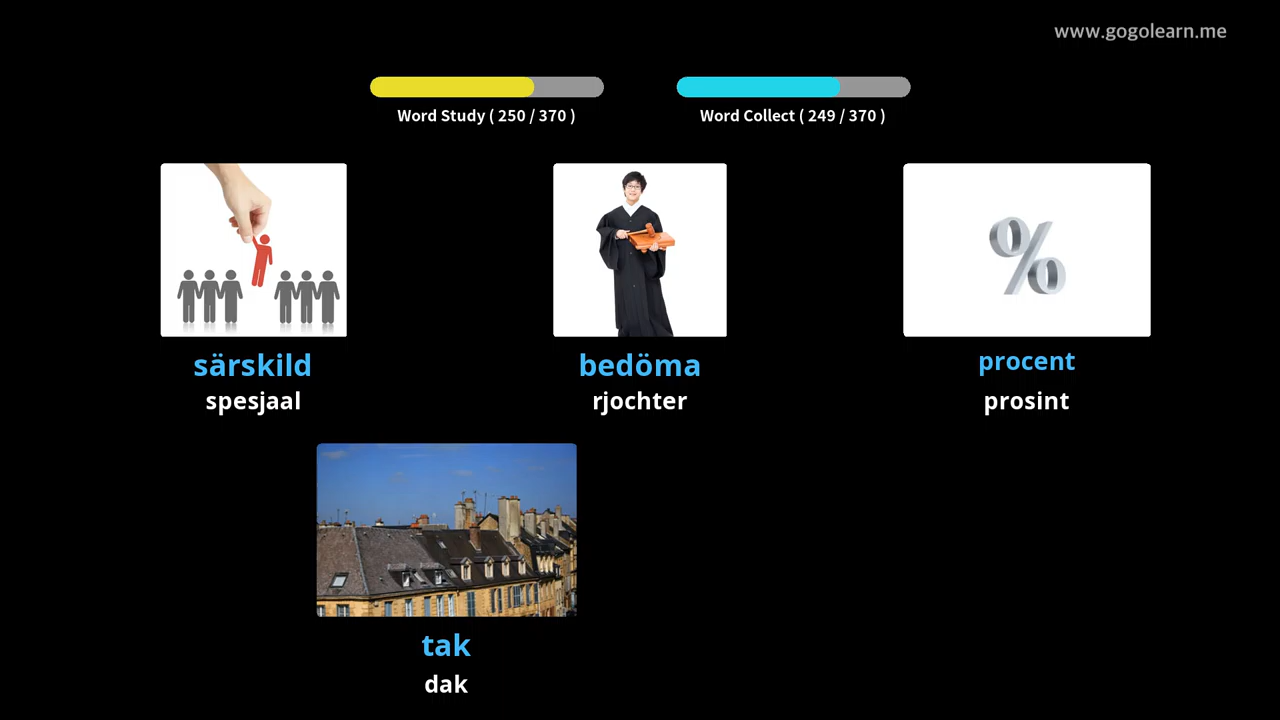 www.gogolearn.me
Word Study ( 250 / 370 )
Word Collect ( 249 / 370 )
särskild
spesjaal
bedöma
rjochter
procent
prosint
%
tak
dak